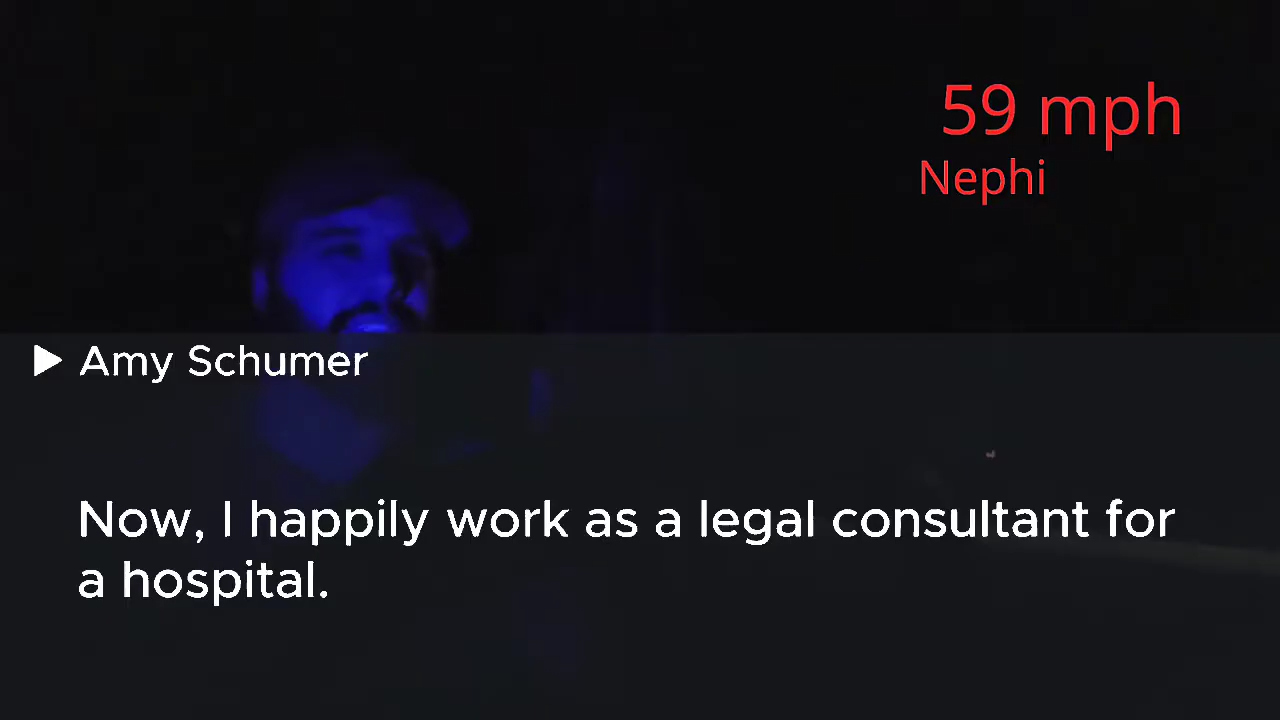 59 mph
Nephi
Amy Schumer
Now, I happily work as a legal consultant for
a hospital.